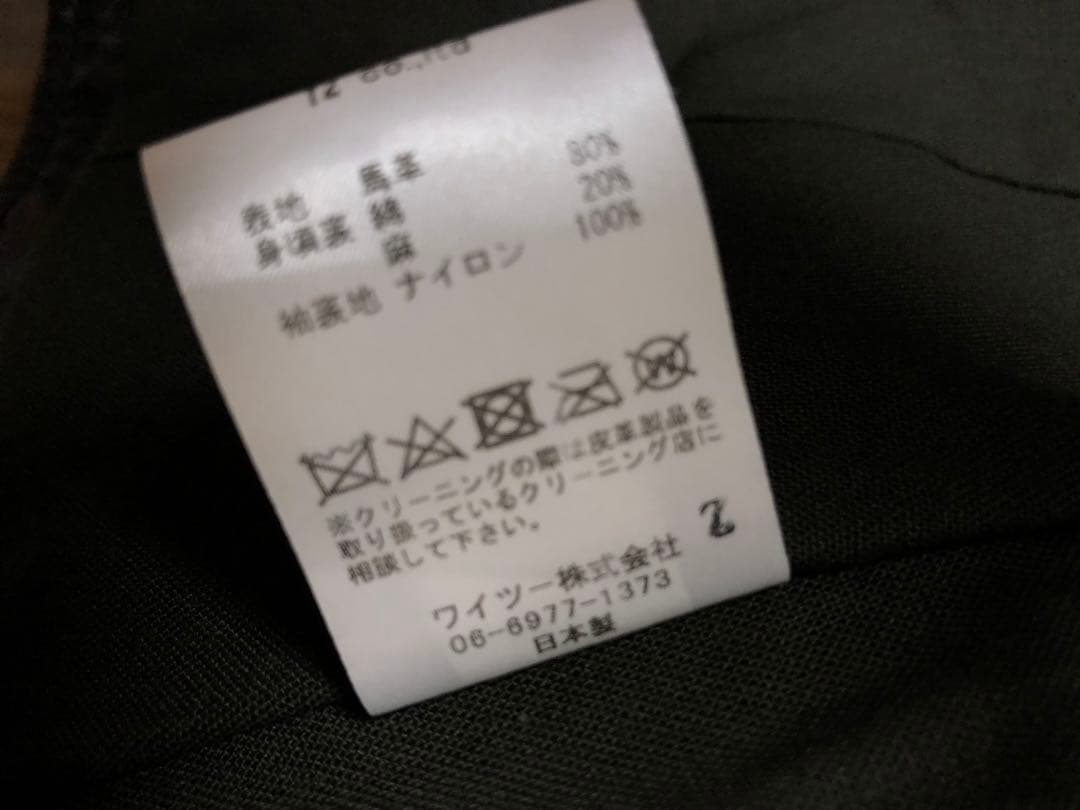 Y2 co.,ltd
表地 馬革
身頃裏 綿 80%
麻 20%
袖裏地 ナイロン 100%
W
※クリーニングの際は皮革製品を
取り扱っているクリーニング店に
相談して下さい。
Z
ワイツー株式会社
06-6977-1373
日本製